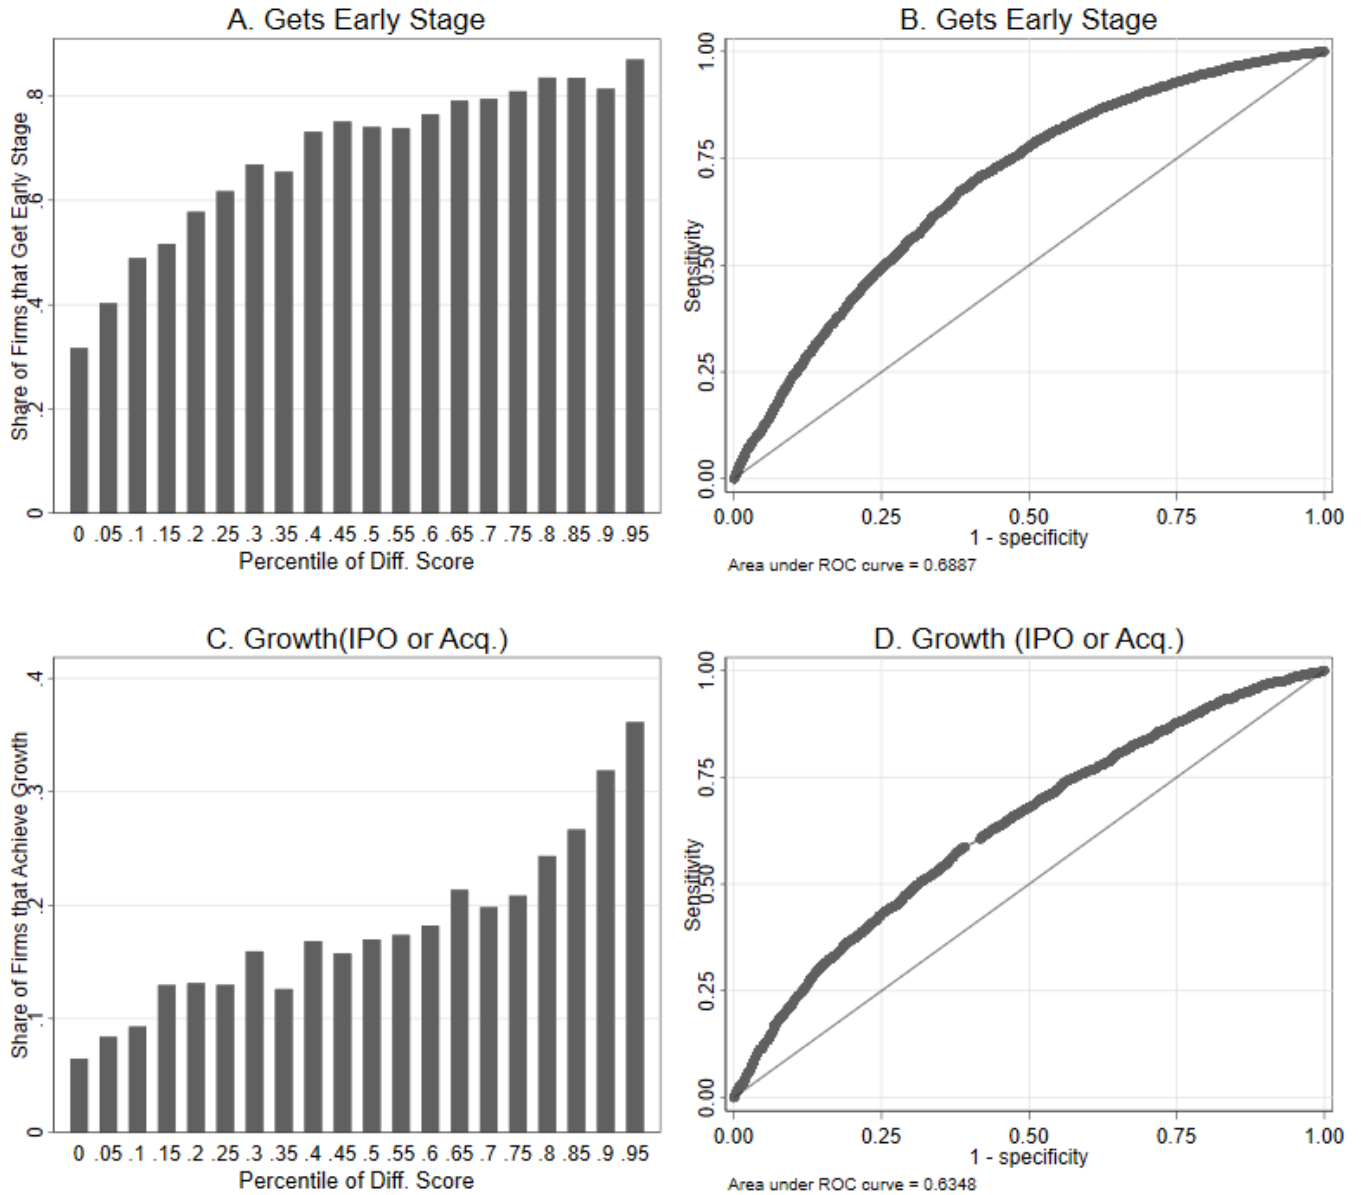 A. Gets Early Stage
Share of Firms that Get Early Stage
.8
.6
.4
.2
0
0 .05 .1 .15 .2 .25 .3 .35 .4 .45 .5 .55 .6 .65 .7 .75 .8 .85 .9 .95
Percentile of Diff. Score
B. Gets Early Stage
Sensitivity
1.00
0.75
0.50
0.25
0.00
0.00 0.25 0.50 0.75 1.00
1 - specificity
Area under ROC curve = 0.6887
C. Growth(IPO or Acq.)
Share of Firms that Achieve Growth
.4
.3
.2
.1
0
0 .05 .1 .15 .2 .25 .3 .35 .4 .45 .5 .55 .6 .65 .7 .75 .8 .85 .9 .95
Percentile of Diff. Score
D. Growth (IPO or Acq.)
Sensitivity
1.00
0.75
0.50
0.25
0.00
0.00 0.25 0.50 0.75 1.00
1 - specificity
Area under ROC curve = 0.6348